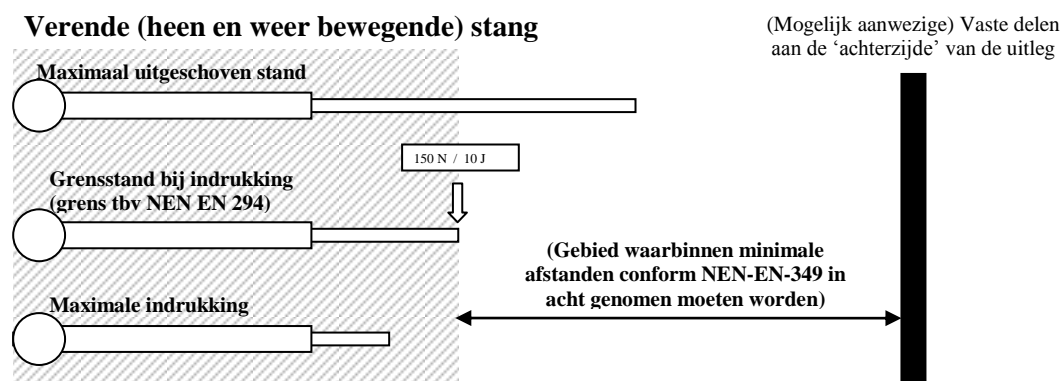 Verende (heen en weer bewegende) stang
(Mogelijk aanwezige) Vaste delen
aan de ‘achterzijde’ van de uitleg
Maximaal uitgeschoven stand
150 N / 10 J
Grensstand bij indrukking
(grens tbv NEN EN 294)
(Gebied waarbinnen minimale
afstanden conform NEN-EN-349 in
acht genomen moeten worden)
Maximale indrukking